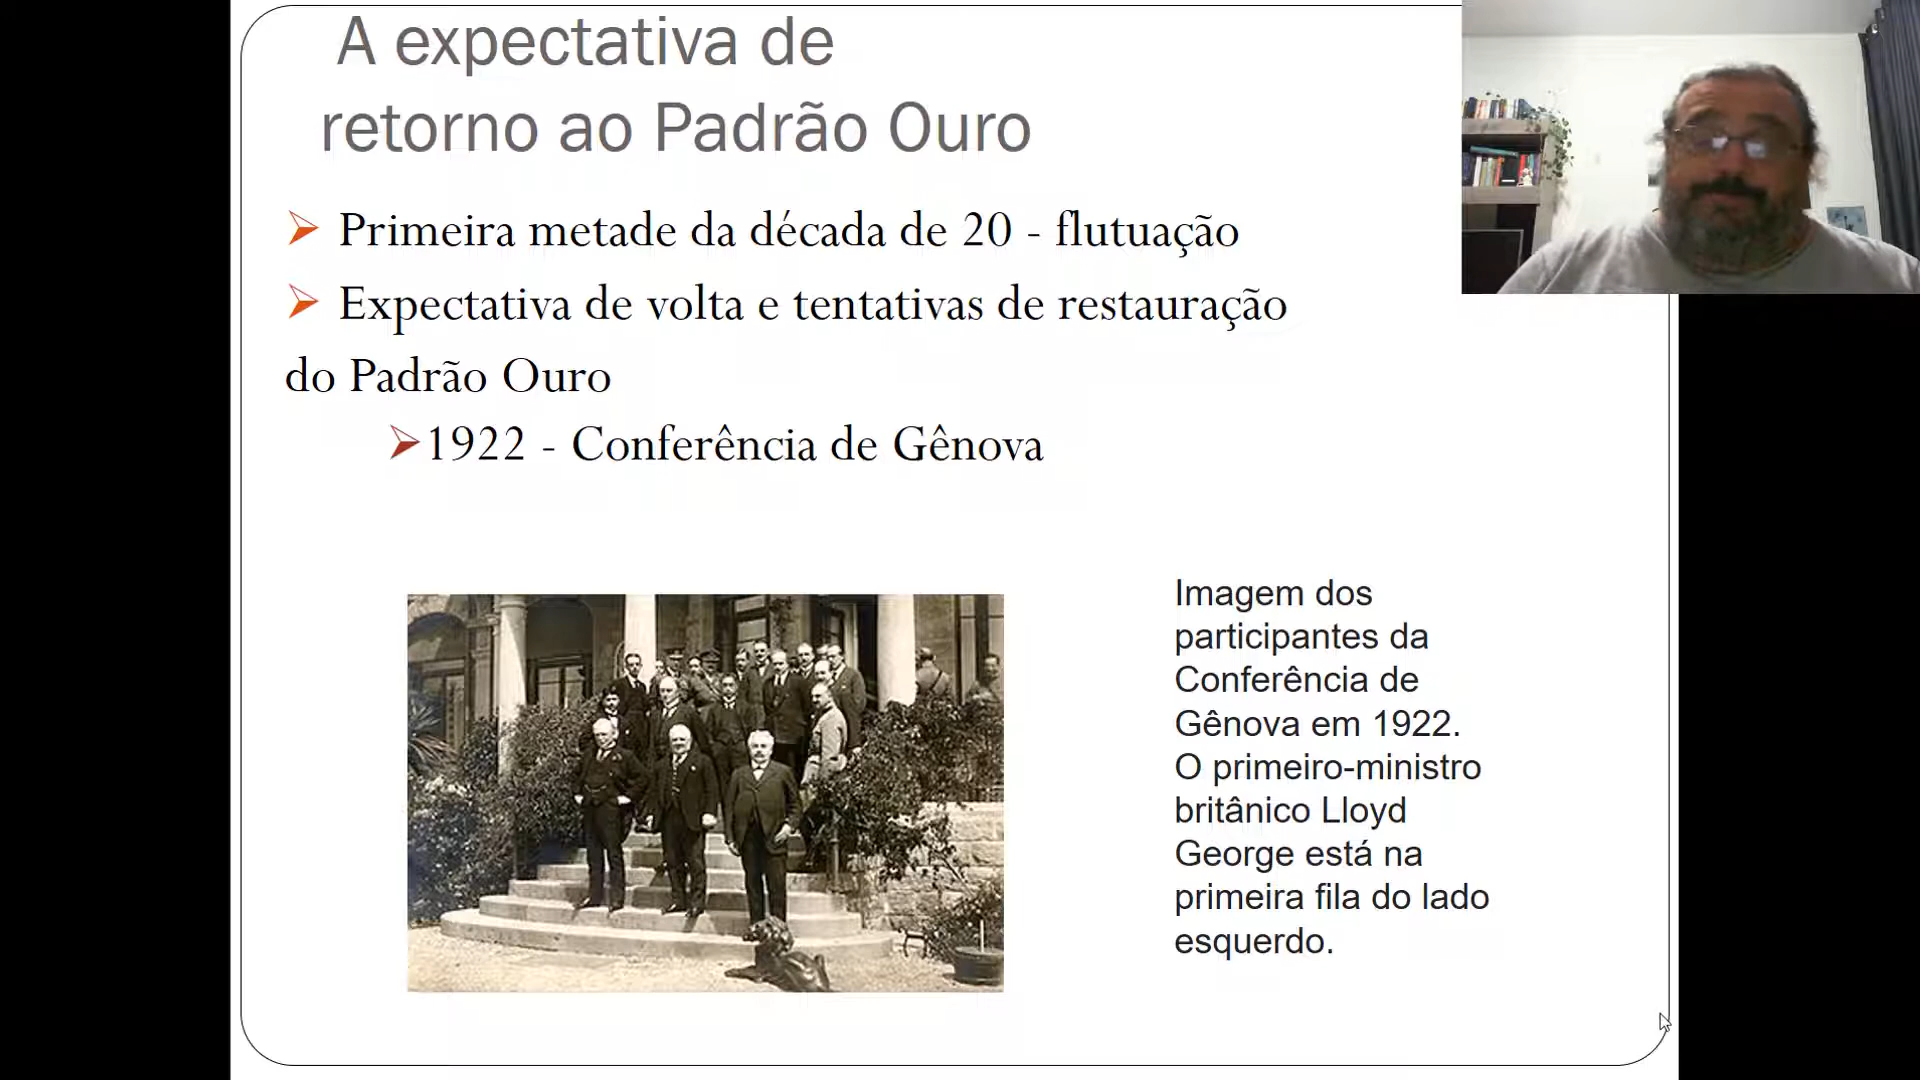 A expectativa de
retorno ao Padrão Ouro
Primeira metade da década de 20 - flutuação
Expectativa de volta e tentativas de restauração
do Padrão Ouro
1922 - Conferência de Gênova
Imagem dos
participantes da
Conferência de
Gênova em 1922.
O primeiro-ministro
britânico Lloyd
George está na
primeira fila do lado
esquerdo.